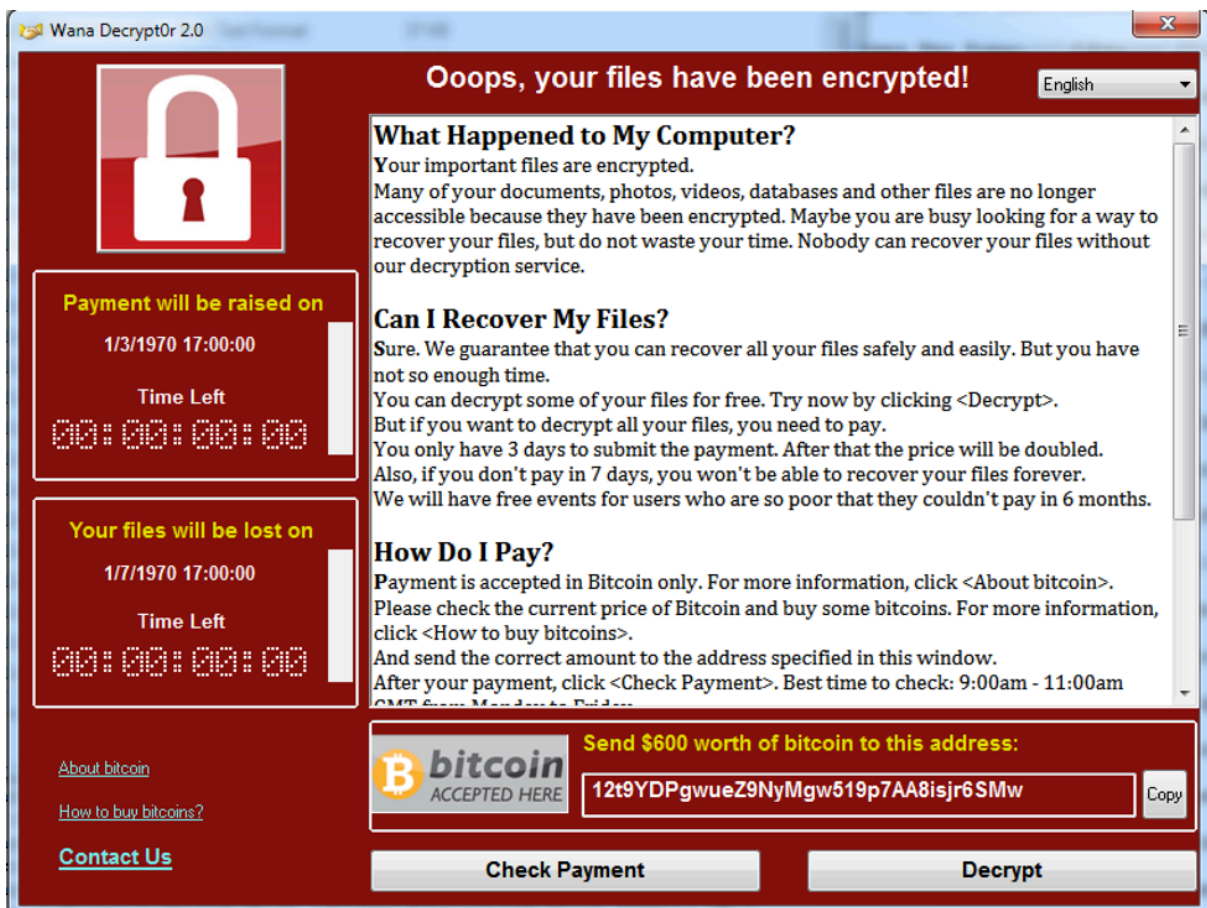 Wana Decrypt0r 2.0
Ooops, your files have been encrypted!
English
What Happened to My Computer?
Your important files are encrypted.
Many of your documents, photos, videos, databases and other files are no longer
accessible because they have been encrypted. Maybe you are busy looking for a way to
recover your files, but do not waste your time. Nobody can recover your files without
our decryption service.
Can I Recover My Files?
Sure. We guarantee that you can recover all your files safely and easily. But you have
not so enough time.
You can decrypt some of your files for free. Try now by clicking <Decrypt>.
But if you want to decrypt all your files, you need to pay.
You only have 3 days to submit the payment. After that the price will be doubled.
Also, if you don't pay in 7 days, you won't be able to recover your files forever.
We will have free events for users who are so poor that they couldn't pay in 6 months.
How Do I Pay?
Payment is accepted in Bitcoin only. For more information, click <About bitcoin>.
Please check the current price of Bitcoin and buy some bitcoins. For more information,
click <How to buy bitcoins>.
And send the correct amount to the address specified in this window.
After your payment, click <Check Payment>. Best time to check: 9:00am - 11:00am
GMT from Monday to Friday
Payment will be raised on
1/3/1970 17:00:00
Time Left
00:00:00:00
Your files will be lost on
1/7/1970 17:00:00
Time Left
00:00:00:00
About bitcoin
How to buy bitcoins?
Contact Us
bitcoin
ACCEPTED HERE
Send $600 worth of bitcoin to this address:
12t9YDPgwueZ9NyMgw519p7AA8isjr6SMw
Copy
Check Payment
Decrypt